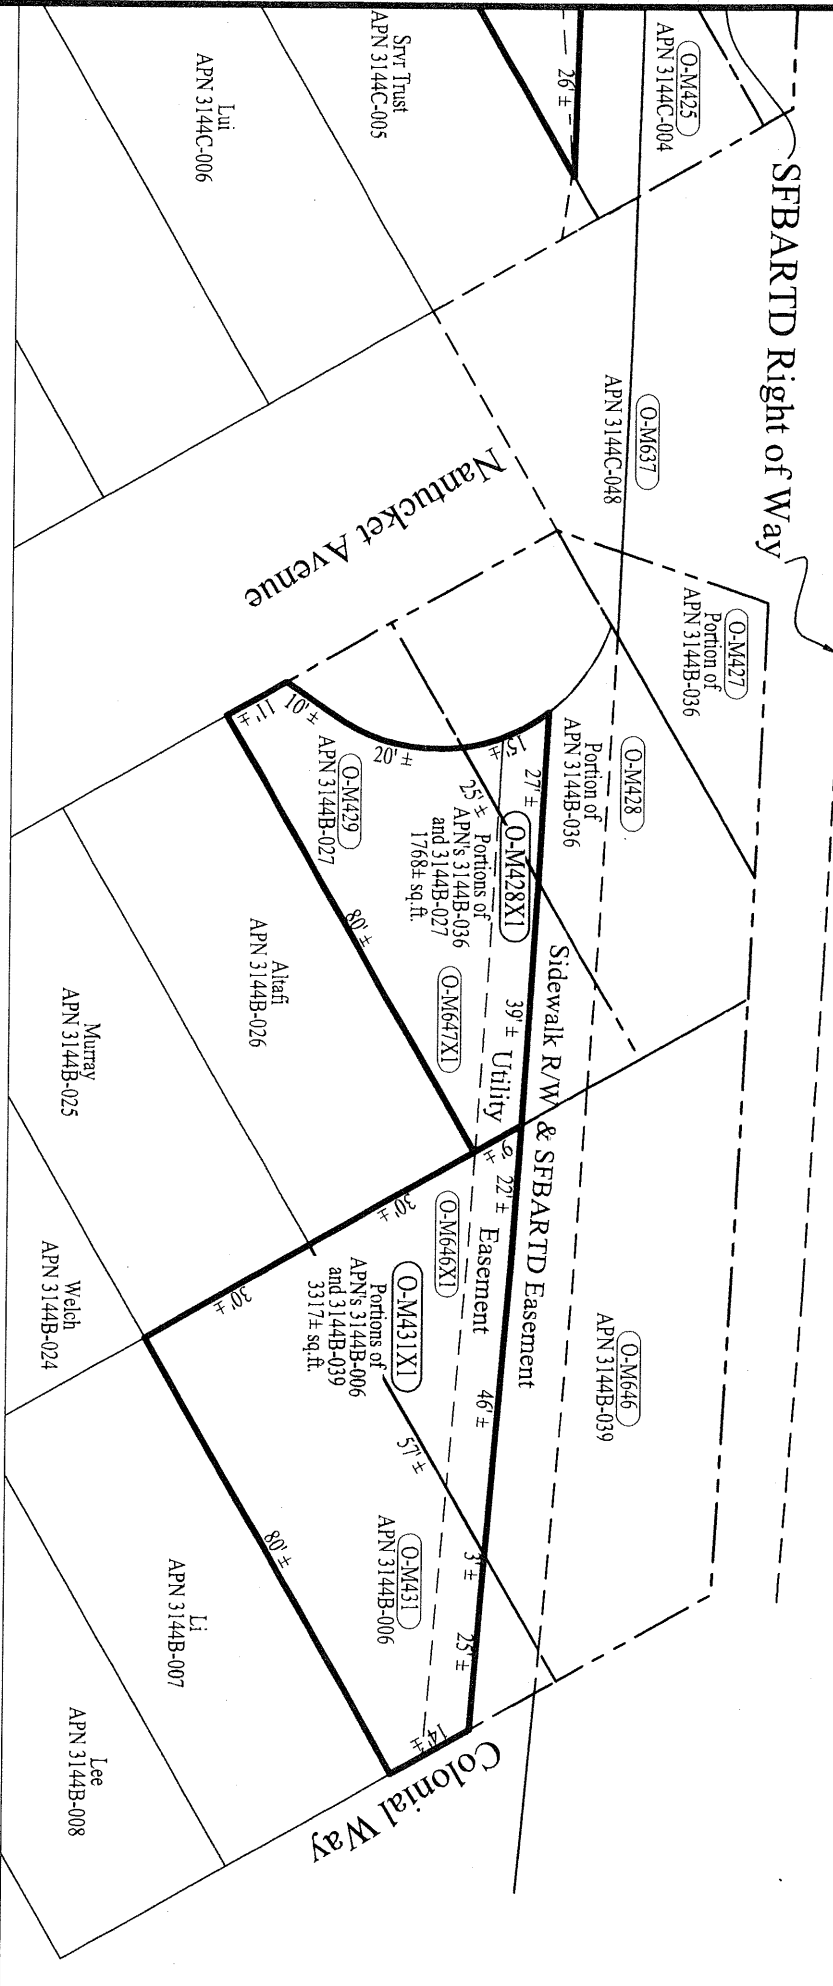 SFBARTD Right of Way
O-M425
APN 3144C-004
26' ±
Srvr Trust
APN 3144C-005
Lui
APN 3144C-006
O-M637
APN 3144C-048
Nantucket Avenue
O-M427
Portion of
APN 3144B-036
O-M428
Portion of
APN 3144B-036
15' ±
27' ±
25' ±
O-M428X1
Portions of
APN's 3144B-036
and 3144B-027
1768± sq.ft.
20' ±
10' ±
11' ±
O-M429
APN 3144B-027
80' ±
39' ±
O-M647X1
Altafi
APN 3144B-026
Murray
APN 3144B-025
Sidewalk R/W & SFBARTD Easement
Utility Easement
9' ±
22' ±
O-M646
APN 3144B-039
O-M646X1
30' ±
30' ±
O-M431X1
Portions of
APN's 3144B-006
and 3144B-039
3317± sq.ft.
46' ±
57' ±
3' ±
25' ±
14' ±
O-M431
APN 3144B-006
80' ±
Welch
APN 3144B-024
Li
APN 3144B-007
Lee
APN 3144B-008
Colonial Way